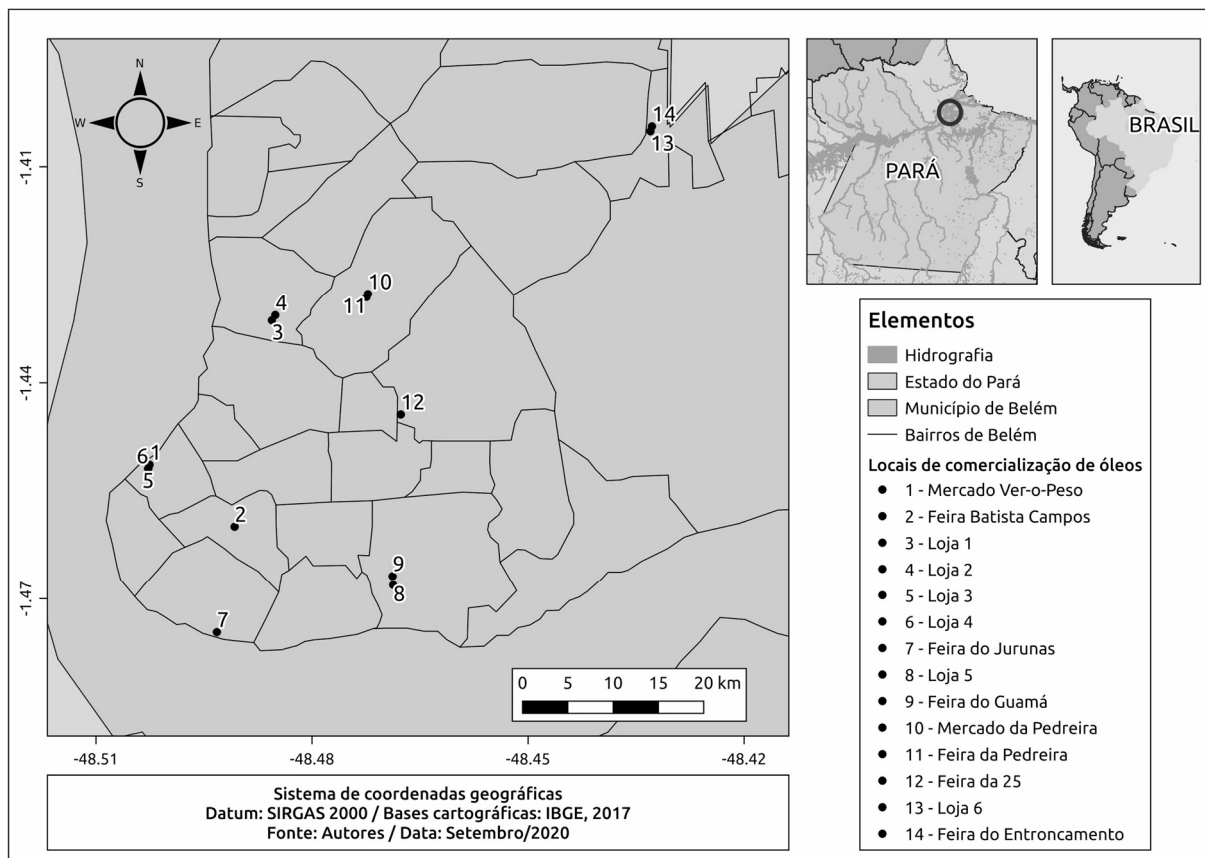 N
W
E
S
-1.41
-1.44
-1.47
-48.51
-48.48
-48.45
-48.42
14
13
10
11
4
3
12
6
1
5
2
9
8
7
0 5 10 15 20 km
PARÁ
BRASIL
Elementos
Hidrografia
Estado do Pará
Município de Belém
Bairros de Belém
Locais de comercialização de óleos
1 - Mercado Ver-o-Peso
2 - Feira Batista Campos
3 - Loja 1
4 - Loja 2
5 - Loja 3
6 - Loja 4
7 - Feira do Jurunas
8 - Loja 5
9 - Feira do Guamá
10 - Mercado da Pedreira
11 - Feira da Pedreira
12 - Feira da 25
13 - Loja 6
14 - Feira do Entroncamento
Sistema de coordenadas geográficas
Datum: SIRGAS 2000 / Bases cartográficas: IBGE, 2017
Fonte: Autores / Data: Setembro/2020